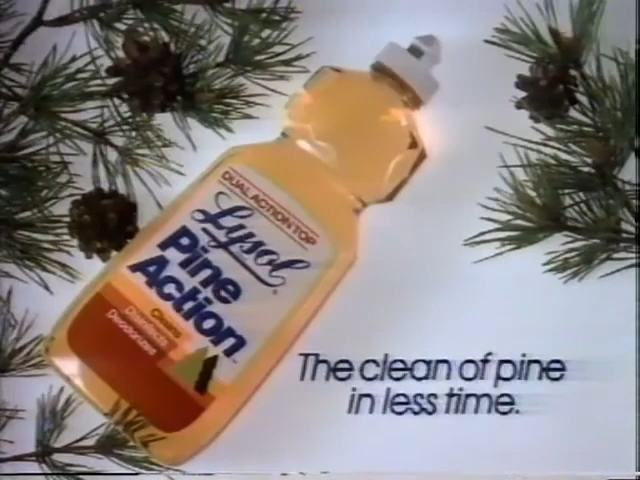 DUAL ACTION TOP
Lysol
Pine
Action
Cleans
Disinfects
Deodorizes
The clean of pine
in less time.